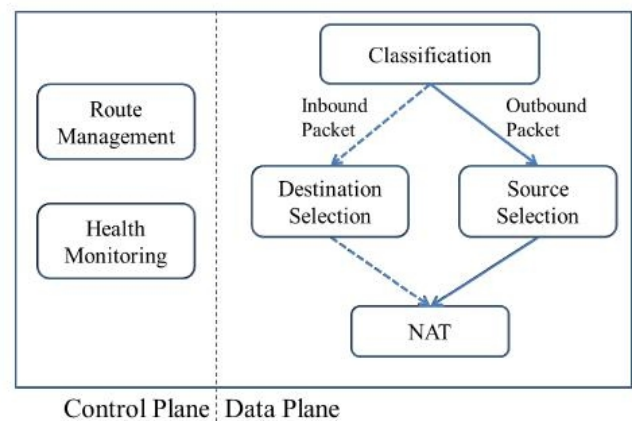 Route
Management
Health
Monitoring
Classification
Inbound
Packet
Outbound
Packet
Destination
Selection
Source
Selection
NAT
Control Plane
Data Plane